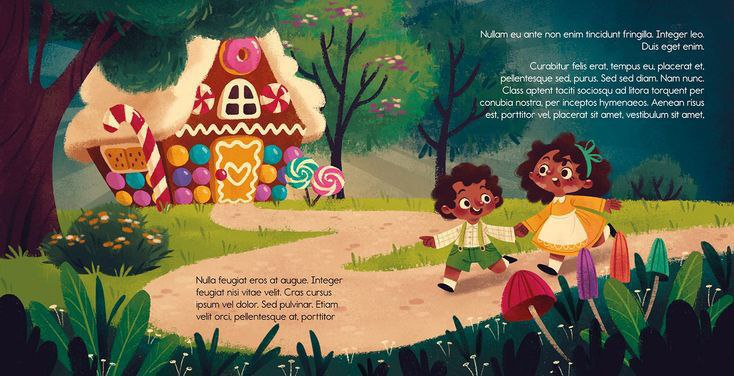 Nullam eu ante non enim tincidunt fringilla. Integer leo.
Duis eget enim.
Curabitur felis erat, tempus eu, placerat et,
pellentesque sed, purus. Sed sed diam. Nam nunc.
Class aptent taciti sociosqu ad litora torquent per
conubia nostra, per inceptos hymenaeos. Aenean risus
est, porttitor vel, placerat sit amet, vestibulum sit amet,
Nulla feugiat eros at augue. Integer
feugiat nisi vitae velit. Cras cursus
ipsum vel dolor. Sed pulvinar. Etiam
velit orci, pellentesque at, porttitor